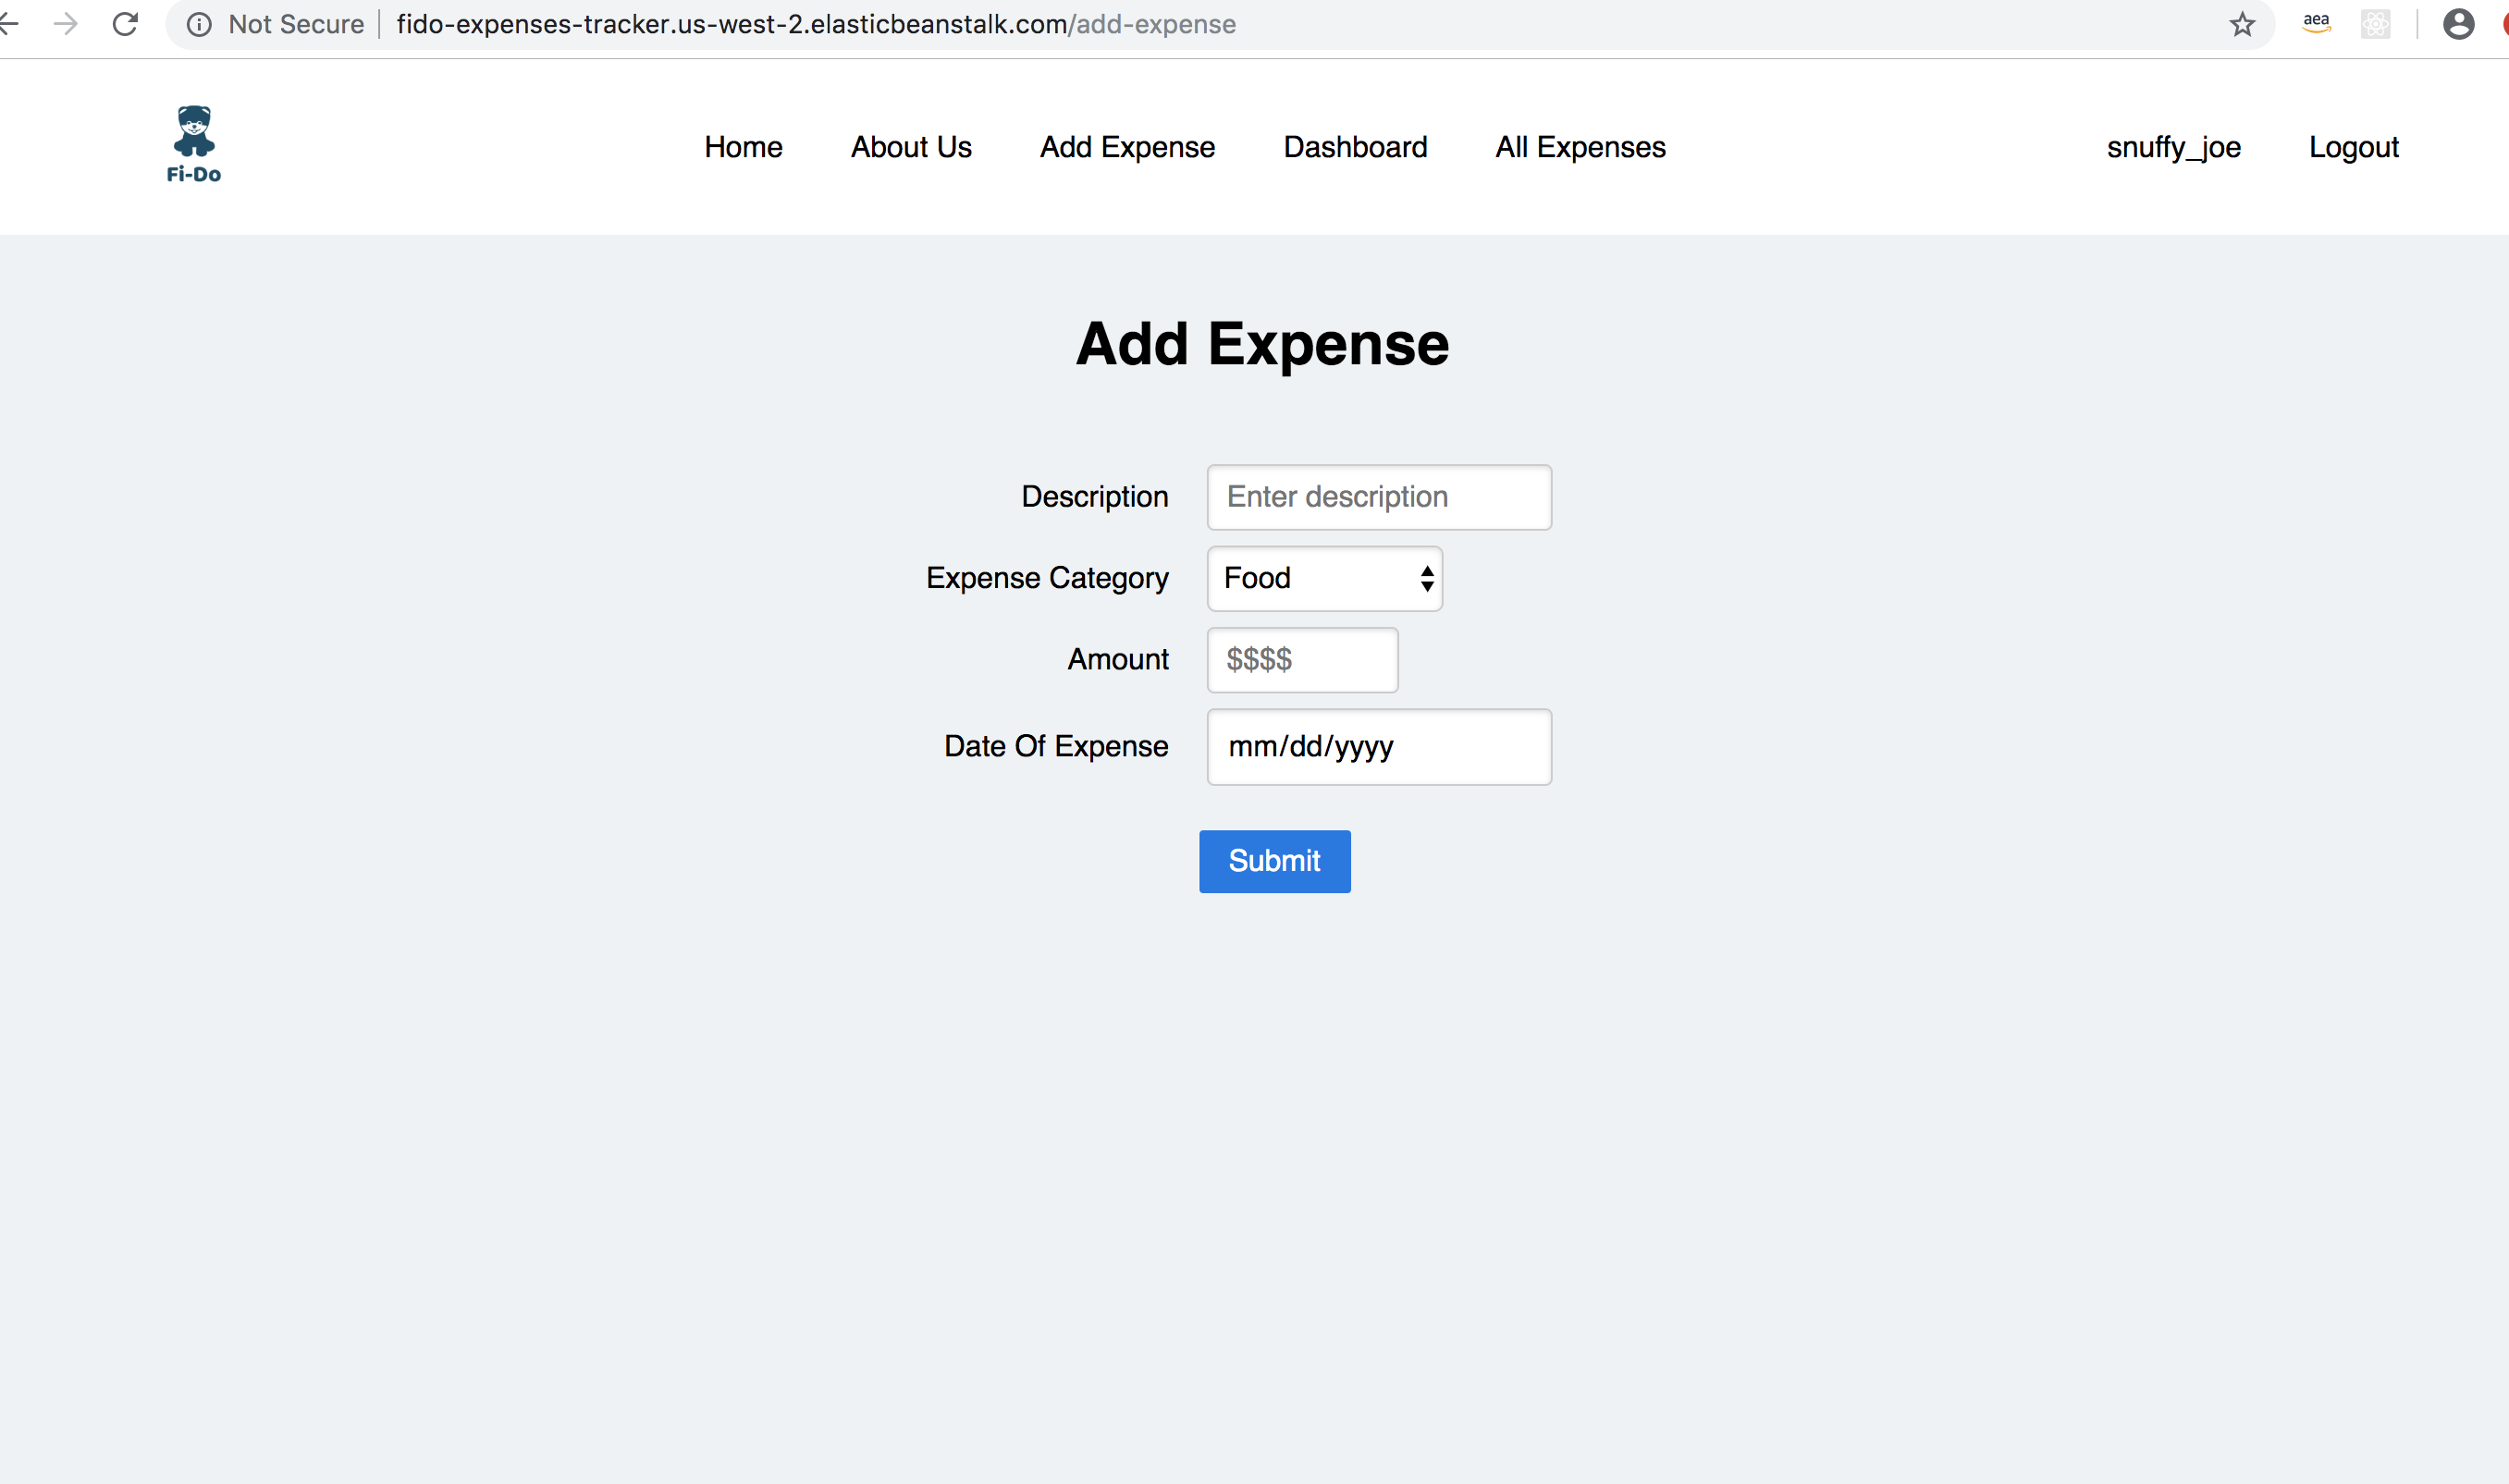 Not Secure fido-expenses-tracker.us-west-2.elasticbeanstalk.com/add-expense aea
Fi-Do
Home About Us Add Expense Dashboard All Expenses snuffy_joe Logout
Add Expense
Description Enter description
Expense Category Food
Amount $$$$
Date Of Expense mm/dd/yyyy
Submit